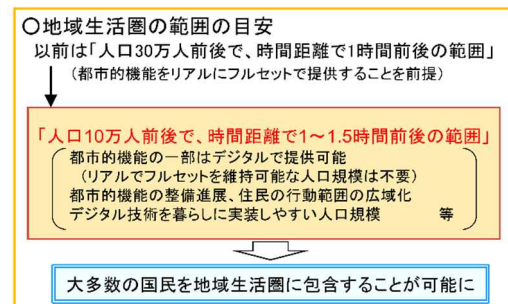 ○地域生活圏の範囲の目安
以前は「人口30万人前後で、時間距離で1時間前後の範囲」
（都市的機能をリアルにフルセットで提供することを前提）
「人口10万人前後で、時間距離で1～1.5時間前後の範囲」
都市的機能の一部はデジタルで提供可能
（リアルでフルセットを維持可能な人口規模は不要）
都市的機能の整備進展、住民の行動範囲の広域化
デジタル技術を暮らしに実装しやすい人口規模　等
大多数の国民を地域生活圏に包含することが可能に